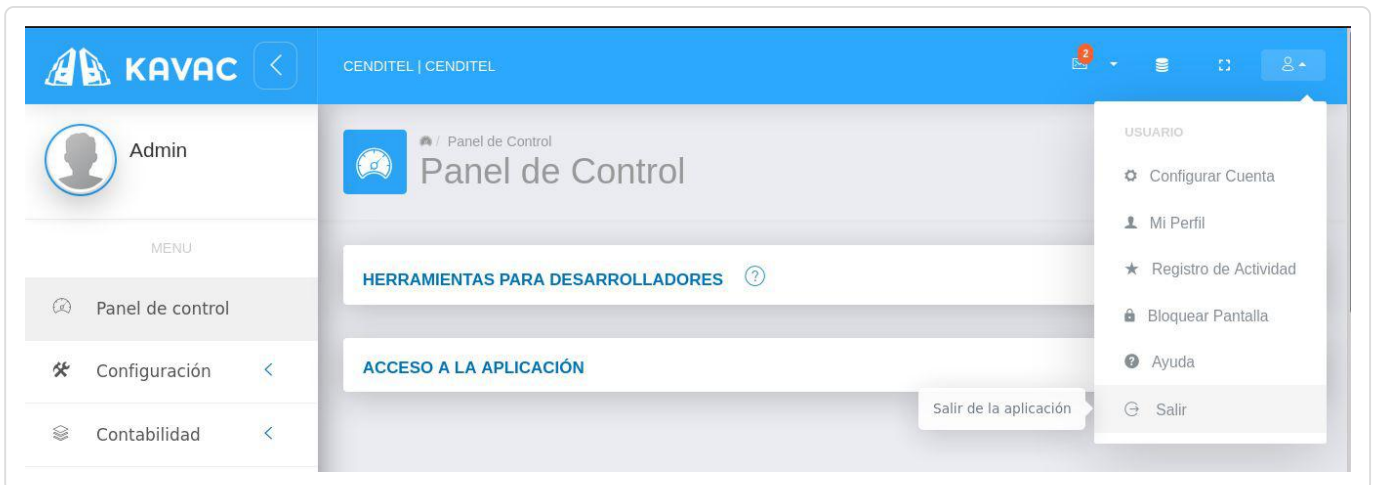 KAVAC
CENDITEL | CENDITEL
2
Admin
/ Panel de Control
Panel de Control
USUARIO
Configurar Cuenta
Mi Perfil
Registro de Actividad
Bloquear Pantalla
Ayuda
Salir
Salir de la aplicación
MENU
Panel de control
Configuración
Contabilidad
HERRAMIENTAS PARA DESARROLLADORES ?
ACCESO A LA APLICACIÓN